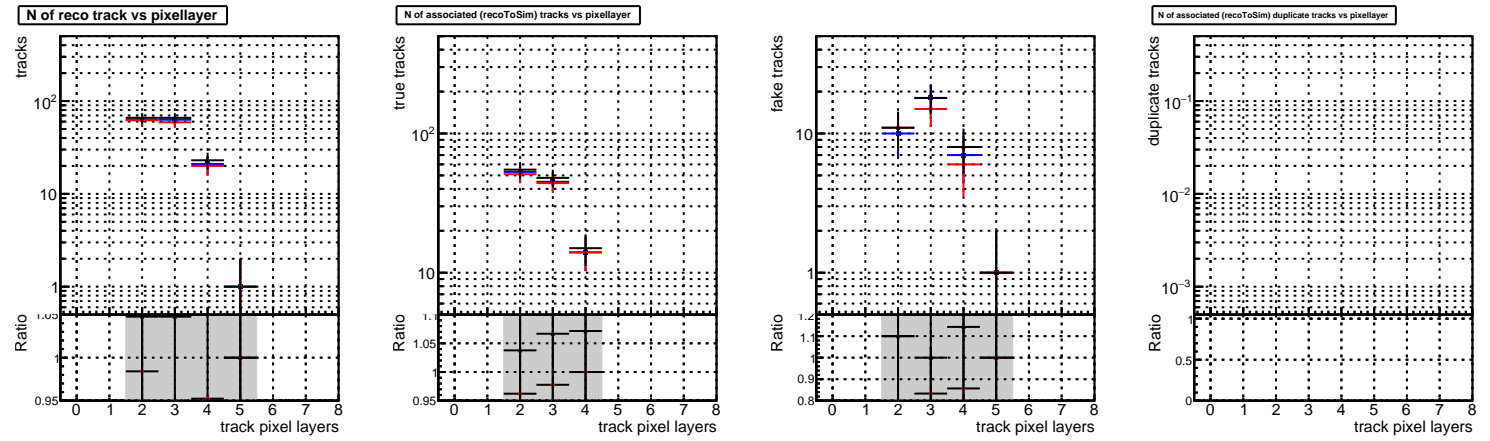 N of reco track vs pixellayer
tracks
10²
10
1
Ratio
1.05
1
0.95
0 1 2 3 4 5 6 7 8
track pixel layers
N of associated (recoToSim) tracks vs pixellayer
true tracks
10²
10
Ratio
1.1
1.05
1
0.95
0 1 2 3 4 5 6 7 8
track pixel layers
fake tracks
10
1
Ratio
1.2
1.1
1
0.9
0.8
0 1 2 3 4 5 6 7 8
track pixel layers
N of associated (recoToSim) duplicate tracks vs pixellayer
duplicate tracks
10⁻¹
10⁻²
10⁻³
Ratio
1
0.5
0
0 1 2 3 4 5 6 7 8
track pixel layers